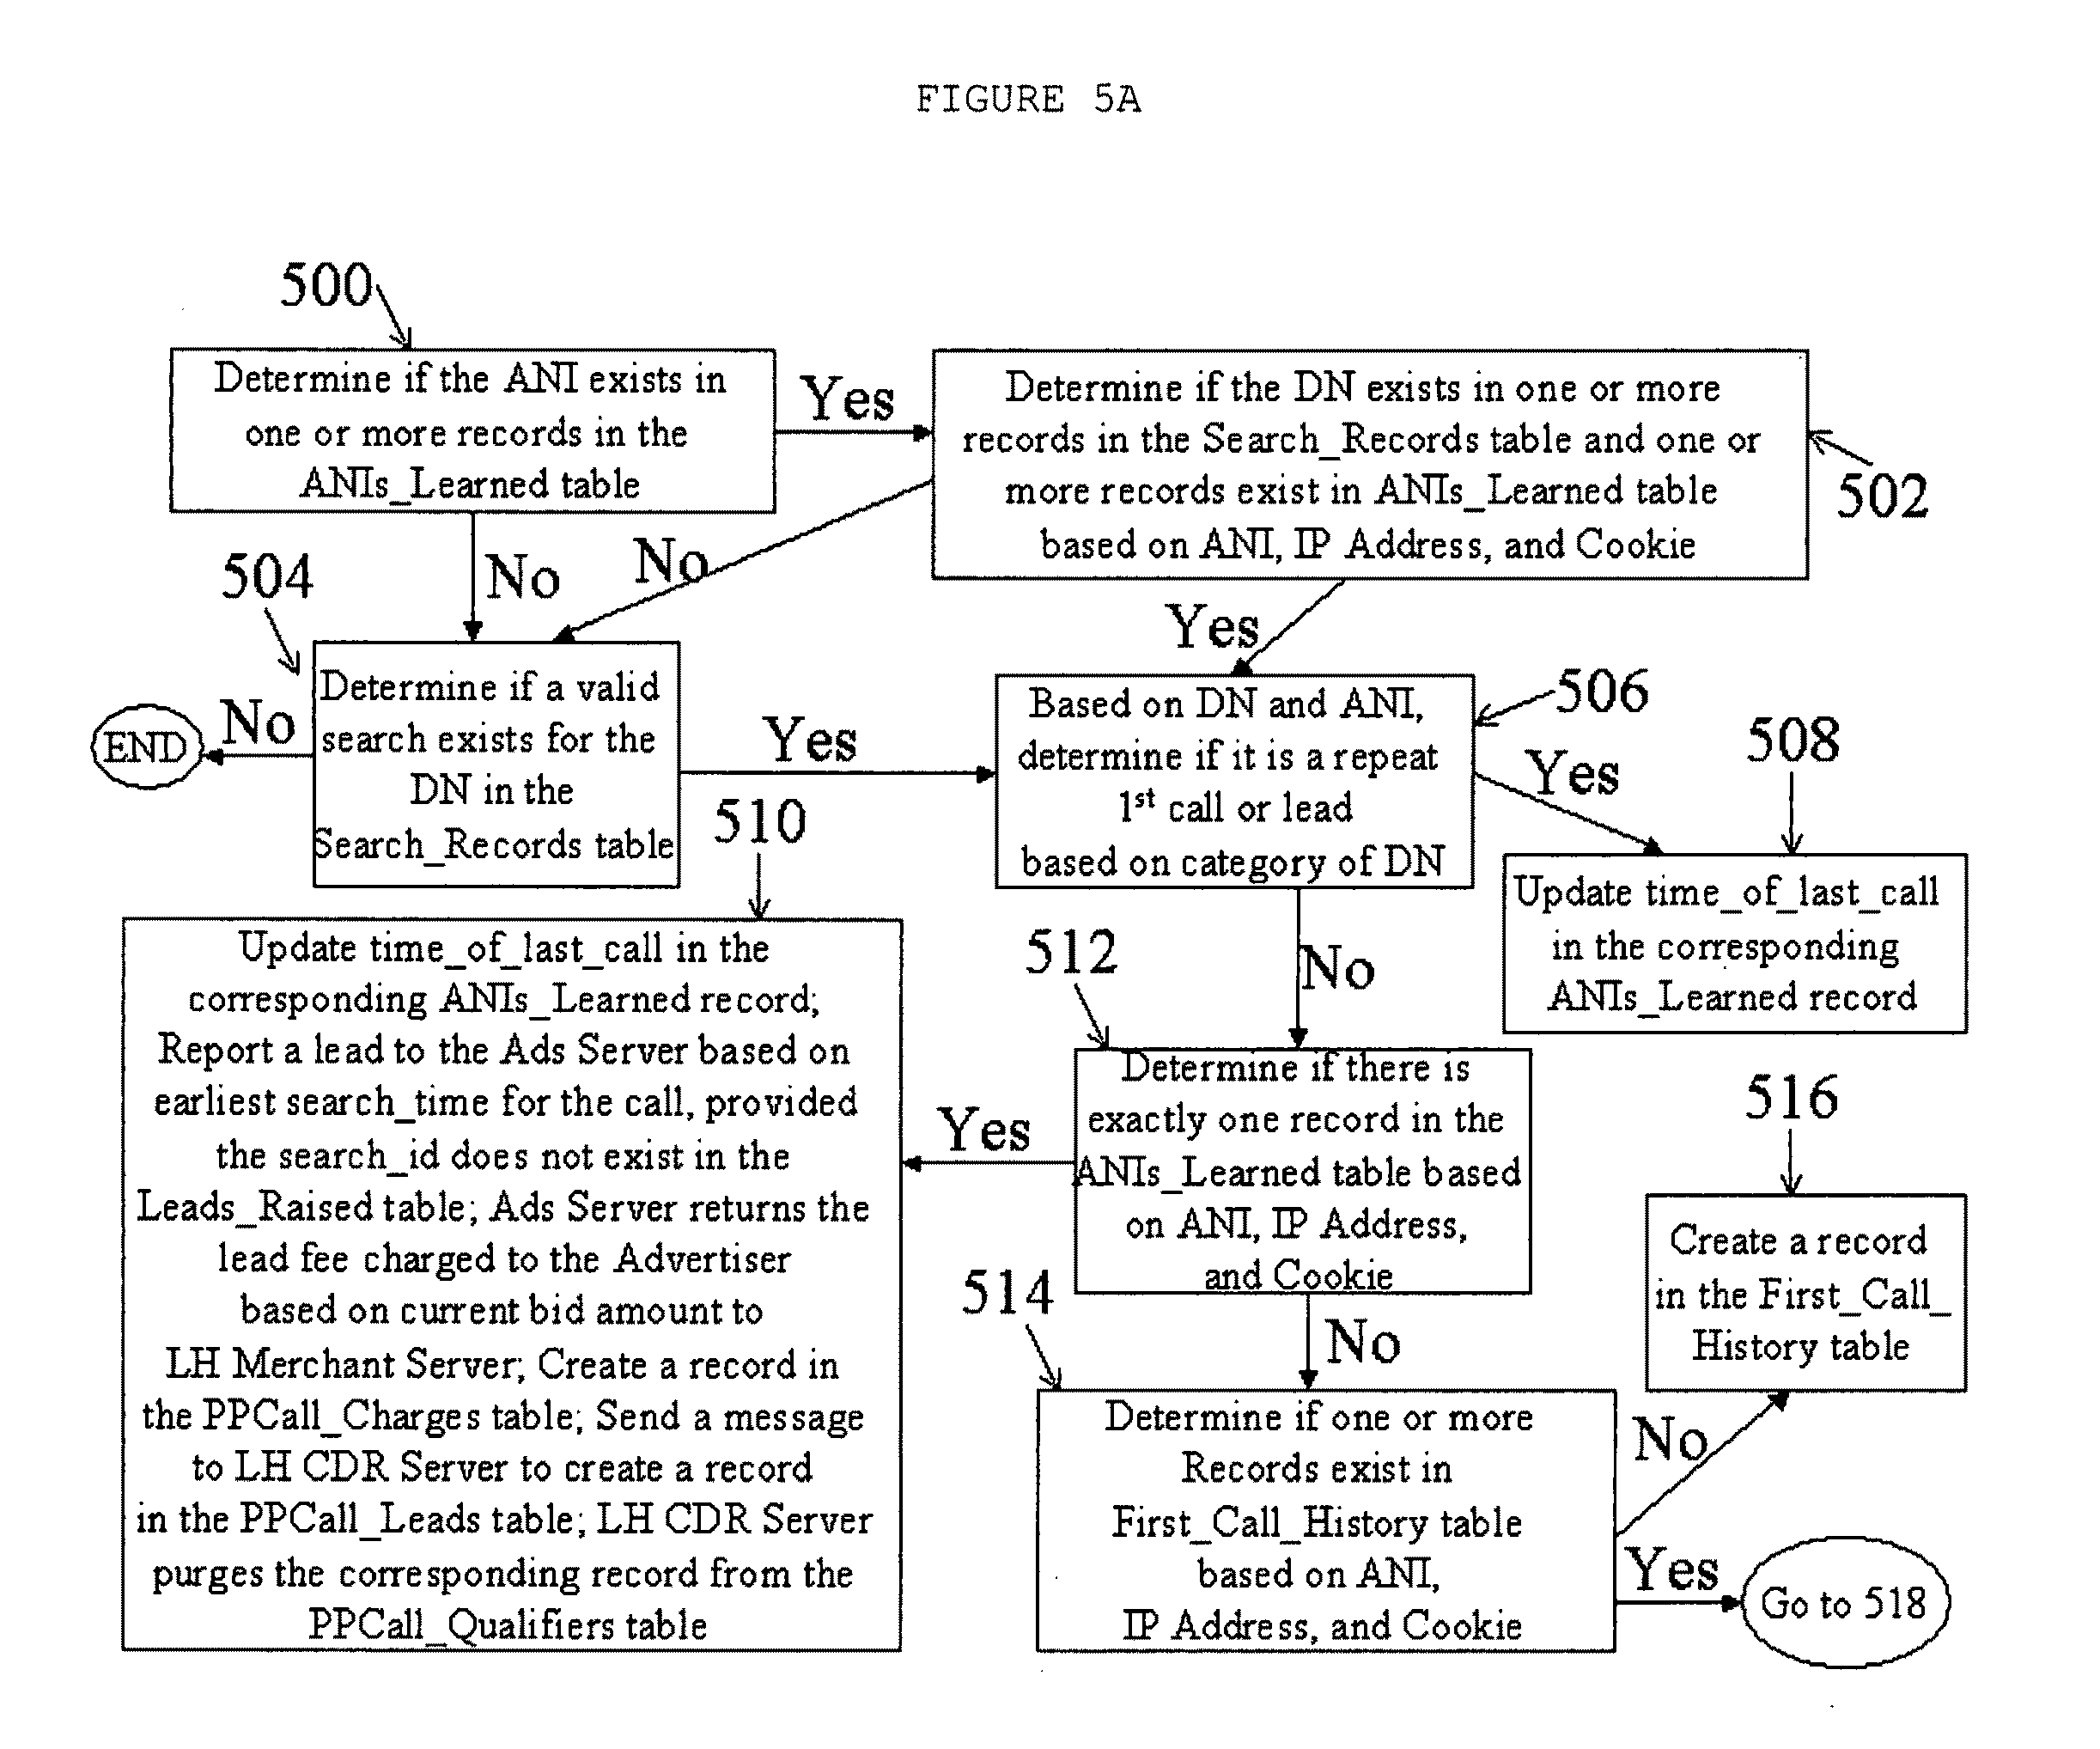 FIGURE 5A
500
Determine if the ANI exists in
one or more records in the
ANIs_Learned table
Yes
Determine if the DN exists in one or more
records in the Search_Records table and one or
more records exist in ANIs_Learned table
based on ANI, IP Address, and Cookie
502
No
No
Yes
504
Determine if a valid
search exists for the
DN in the
Search_Records table
No
END
Yes
Based on DN and ANI,
determine if it is a repeat
1st call or lead
based on category of DN
506
Yes
508
Update time_of_last_call
in the corresponding
ANIs_Learned record
510
Update time_of_last_call in the
corresponding ANIs_Learned record;
Report a lead to the Ads Server based on
earliest search_time for the call, provided
the search_id does not exist in the
Leads_Raised table; Ads Server returns the
lead fee charged to the Advertiser
based on current bid amount to
LH Merchant Server; Create a record in
the PPCall_Charges table; Send a message
to LH CDR Server to create a record
in the PPCall_Leads table; LH CDR Server
purges the corresponding record from the
PPCall_Qualifiers table
No
512
Determine if there is
exactly one record in the
ANIs_Learned table based
on ANI, IP Address,
and Cookie
Yes
No
514
Determine if one or more
Records exist in
First_Call_History table
based on ANI,
IP Address, and Cookie
516
Create a record
in the First_Call_
History table
No
Yes
Go to 518